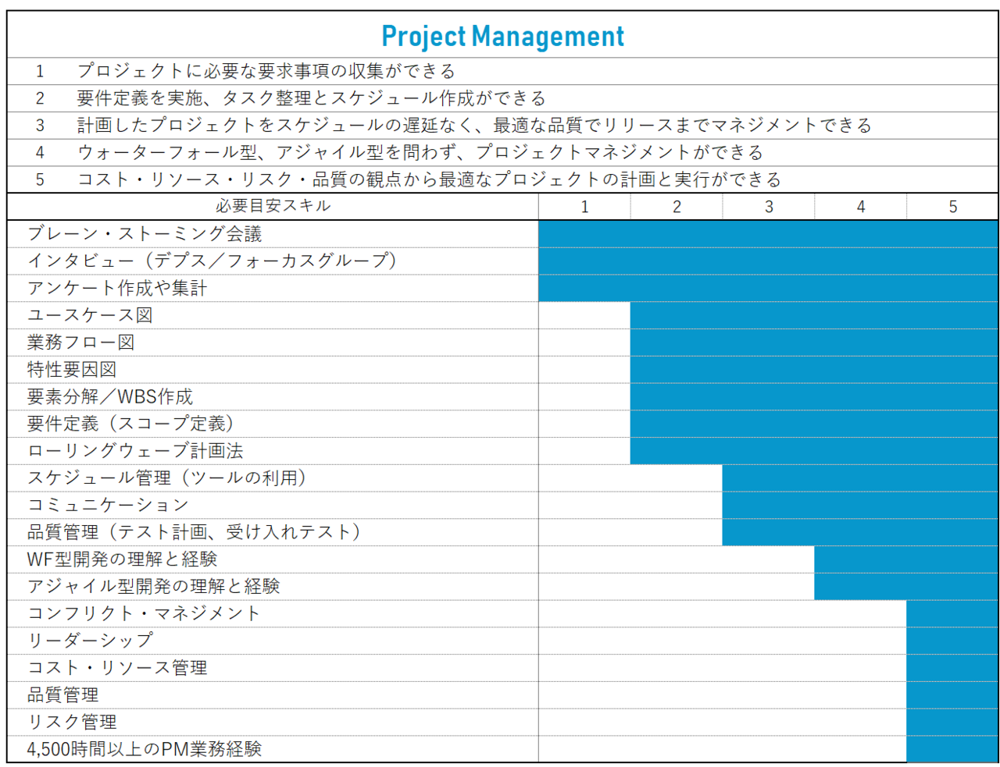 Project Management
1 プロジェクトに必要な要求事項の収集ができる
2 要件定義を実施、タスク整理とスケジュール作成ができる
3 計画したプロジェクトをスケジュールの遅延なく、最適な品質でリリースまでマネジメントできる
4 ウォーターフォール型、アジャイル型を問わず、プロジェクトマネジメントができる
5 コスト・リソース・リスク・品質の観点から最適なプロジェクトの計画と実行ができる
必要目安スキル 1 2 3 4 5
ブレーン・ストーミング会議
インタビュー（デプス／フォーカスグループ）
アンケート作成や集計
ユースケース図
業務フロー図
特性要因図
要素分解／WBS作成
要件定義（スコープ定義）
ローリングウェーブ計画法
スケジュール管理（ツールの利用）
コミュニケーション
品質管理（テスト計画、受け入れテスト）
WF型開発の理解と経験
アジャイル型開発の理解と経験
コンフリクト・マネジメント
リーダーシップ
コスト・リソース管理
品質管理
リスク管理
4,500時間以上のPM業務経験